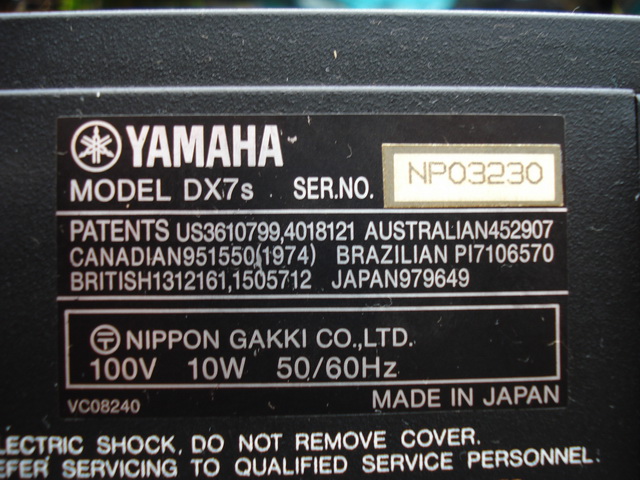 YAMAHA
MODEL DX7s SER.NO. NP03230
PATENTS US3610799,4018121 AUSTRALIAN452907
CANADIAN951550(1974) BRAZILIAN PI7106570
BRITISH1312161,1505712 JAPAN979649
NIPPON GAKKI CO.,LTD.
100V 10W 50/60Hz
VC08240 MADE IN JAPAN
LECTRIC SHOCK, DO NOT REMOVE COVER.
EFER SERVICING TO QUALIFIED SERVICE PERSONNEL.